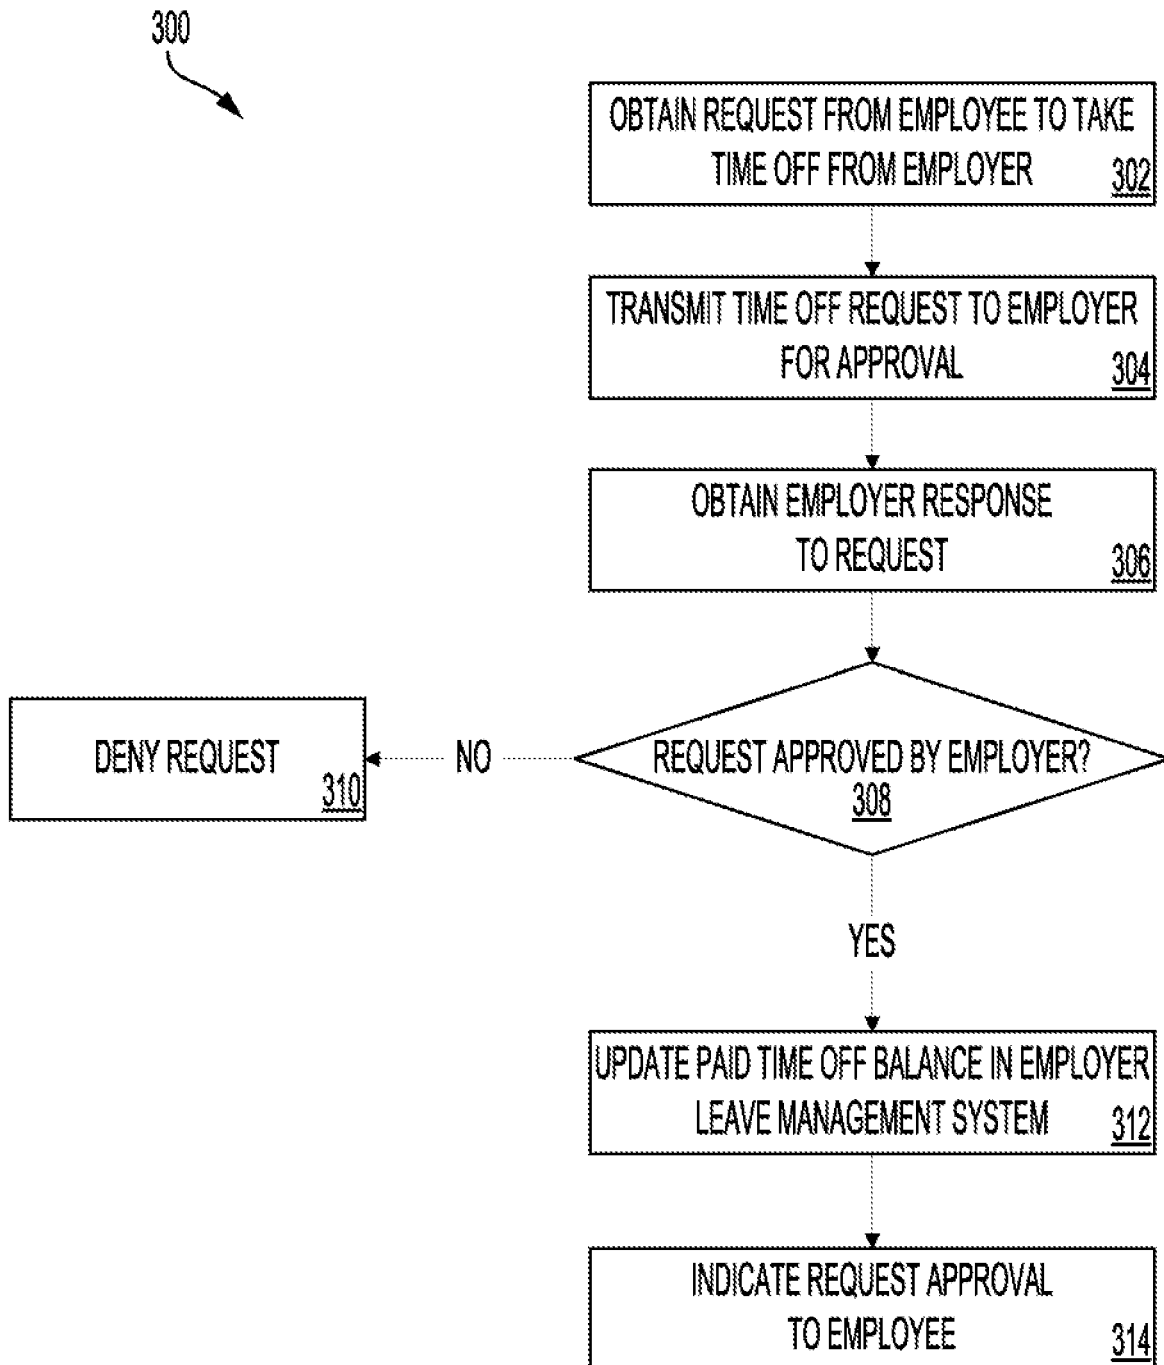 300
OBTAIN REQUEST FROM EMPLOYEE TO TAKE
TIME OFF FROM EMPLOYER
302
TRANSMIT TIME OFF REQUEST TO EMPLOYER
FOR APPROVAL
304
OBTAIN EMPLOYER RESPONSE
TO REQUEST
306
REQUEST APPROVED BY EMPLOYER?
308
NO
DENY REQUEST
310
YES
UPDATE PAID TIME OFF BALANCE IN EMPLOYER
LEAVE MANAGEMENT SYSTEM
312
INDICATE REQUEST APPROVAL
TO EMPLOYEE
314